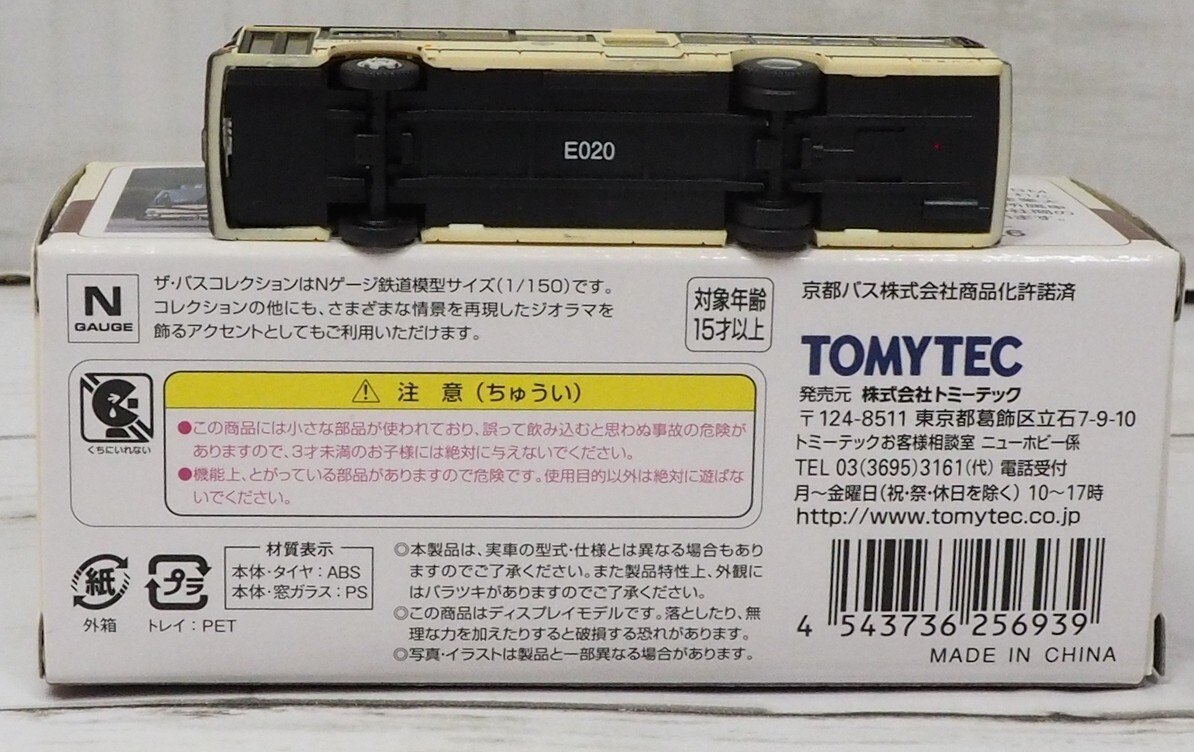 E020
N
GAUGE
ザ・バスコレクションはNゲージ鉄道模型サイズ(1/150)です。
コレクションの他にも、さまざまな情景を再現したジオラマを
飾るアクセントとしてもご利用いただけます。
対象年齢
15才以上
くちにいれない
⚠ 注 意(ちゅうい)
●この商品には小さな部品が使われており、誤って飲み込むと思わぬ事故の危険が
ありますので、3才未満のお子様には絶対に与えないでください。
●機能上、とがっている部品がありますので危険です。使用目的以外は絶対に遊ばな
いでください。
紙
外箱
プラ
トレイ:PET
材質表示
本体・タイヤ:ABS
本体・窓ガラス:PS
◎本製品は、実車の型式・仕様とは異なる場合もあり
ますのでご了承ください。また製品特性上、外観に
はバラツキがありますのでご了承ください。
◎この商品はディスプレイモデルです。落としたり、無
理な力を加えたりすると破損する恐れがあります。
◎写真・イラストは製品と一部異なる場合があります。
京都バス株式会社商品化許諾済
TOMYTEC
発売元 株式会社トミーテック
〒124-8511 東京都葛飾区立石7-9-10
トミーテックお客様相談室 ニューホビー係
TEL 03(3695)3161(代) 電話受付
月〜金曜日(祝・祭・休日を除く) 10〜17時
http://www.tomytec.co.jp
4 543736 256939
MADE IN CHINA